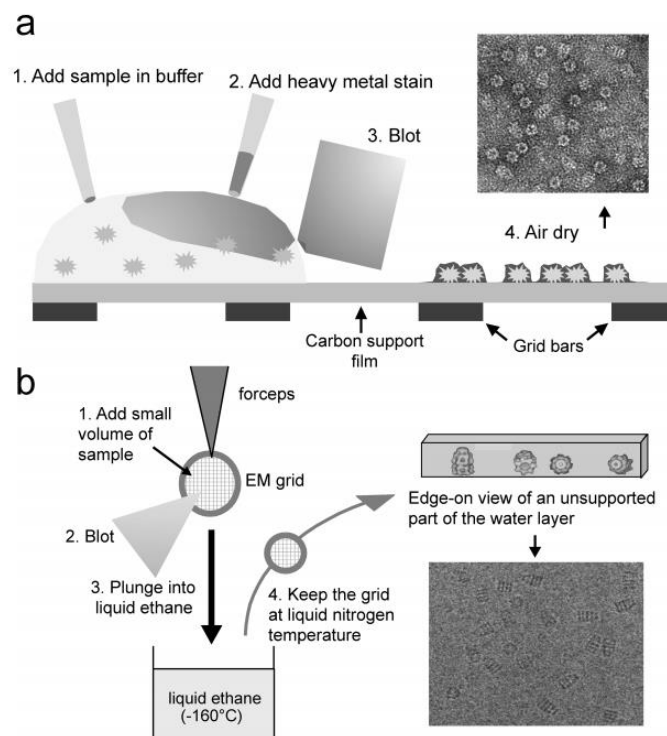 a
1. Add sample in buffer
2. Add heavy metal stain
3. Blot
4. Air dry
Carbon support
film
Grid bars
b
forceps
1. Add small
volume of
sample
EM grid
2. Blot
3. Plunge into
liquid ethane
4. Keep the grid
at liquid nitrogen
temperature
liquid ethane
(-160°C)
Edge-on view of an unsupported
part of the water layer